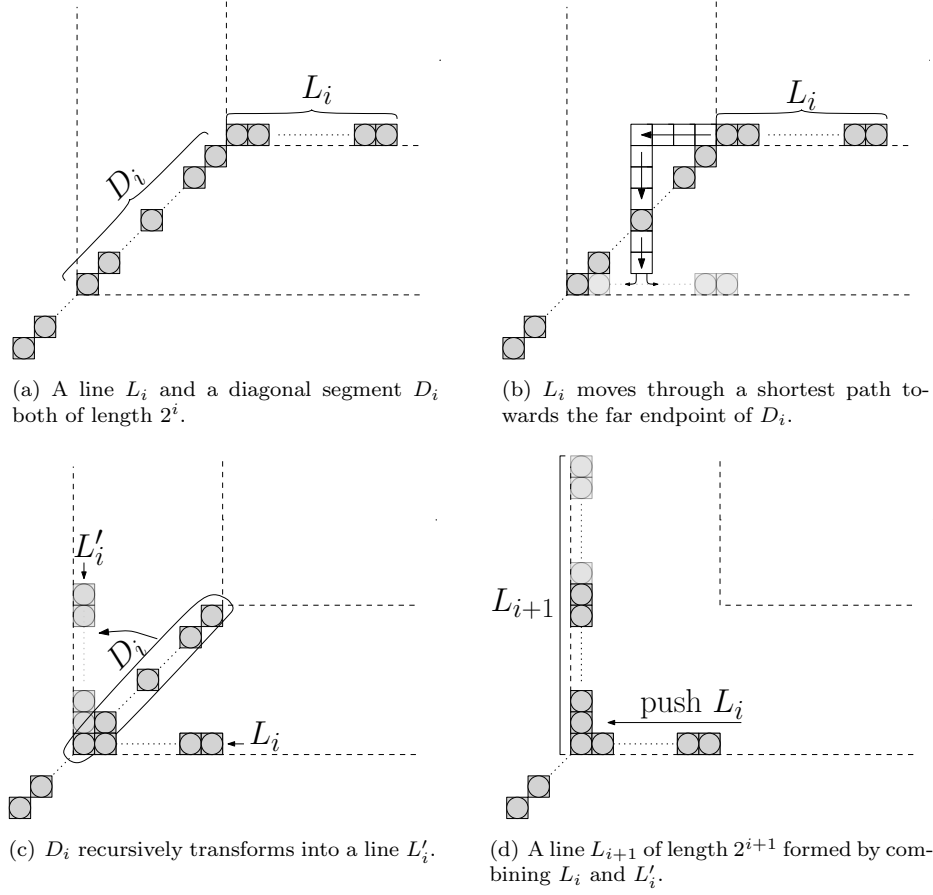 L_i
D_i
L_i
(a) A line L_i and a diagonal segment D_i
both of length 2^i.
(b) L_i moves through a shortest path to-
wards the far endpoint of D_i.
L'_i
D_i
L_i
L_{i+1}
push L_i
(c) D_i recursively transforms into a line L'_i.
(d) A line L_{i+1} of length 2^{i+1} formed by com-
bining L_i and L'_i.